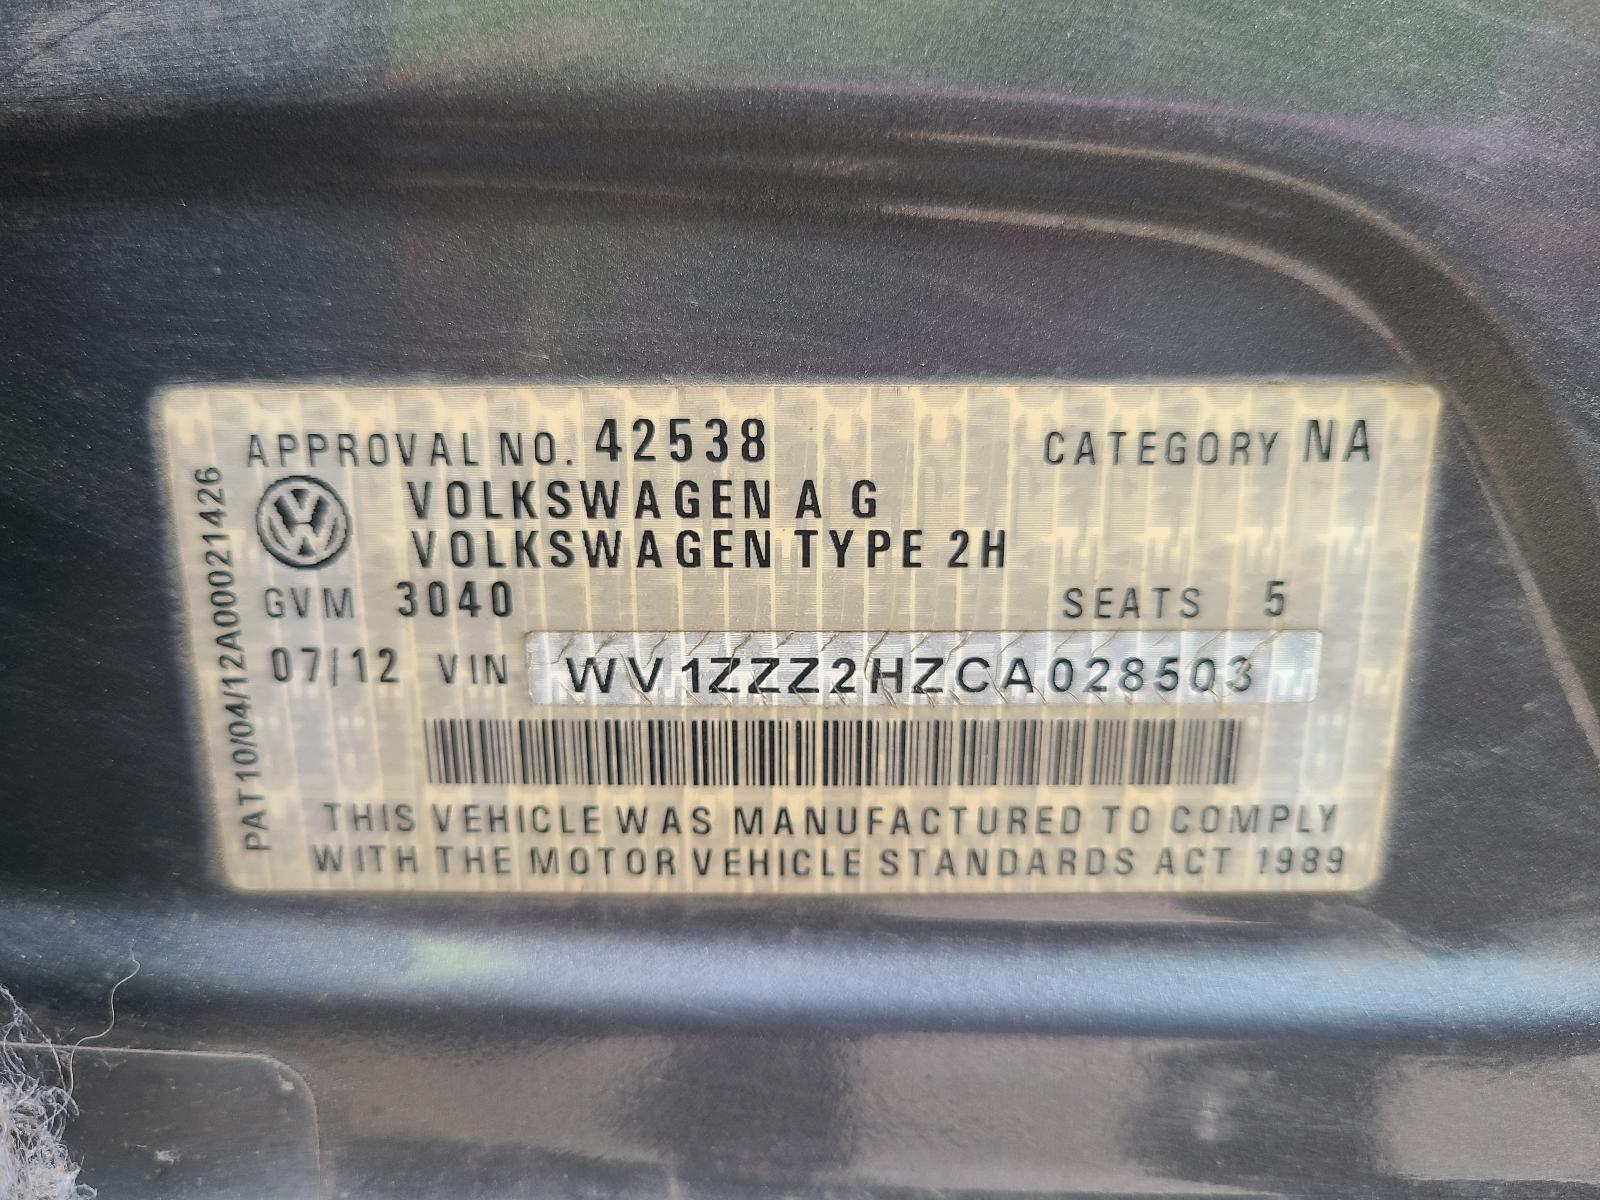 APPROVAL NO. 42538 CATEGORY NA
VOLKSWAGEN A G
VOLKSWAGEN TYPE 2H
GVM 3040 SEATS 5
07/12 VIN WV1ZZZ2HZCA028503
THIS VEHICLE WAS MANUFACTURED TO COMPLY
WITH THE MOTOR VEHICLE STANDARDS ACT 1989
PAT10/04/12A00021426